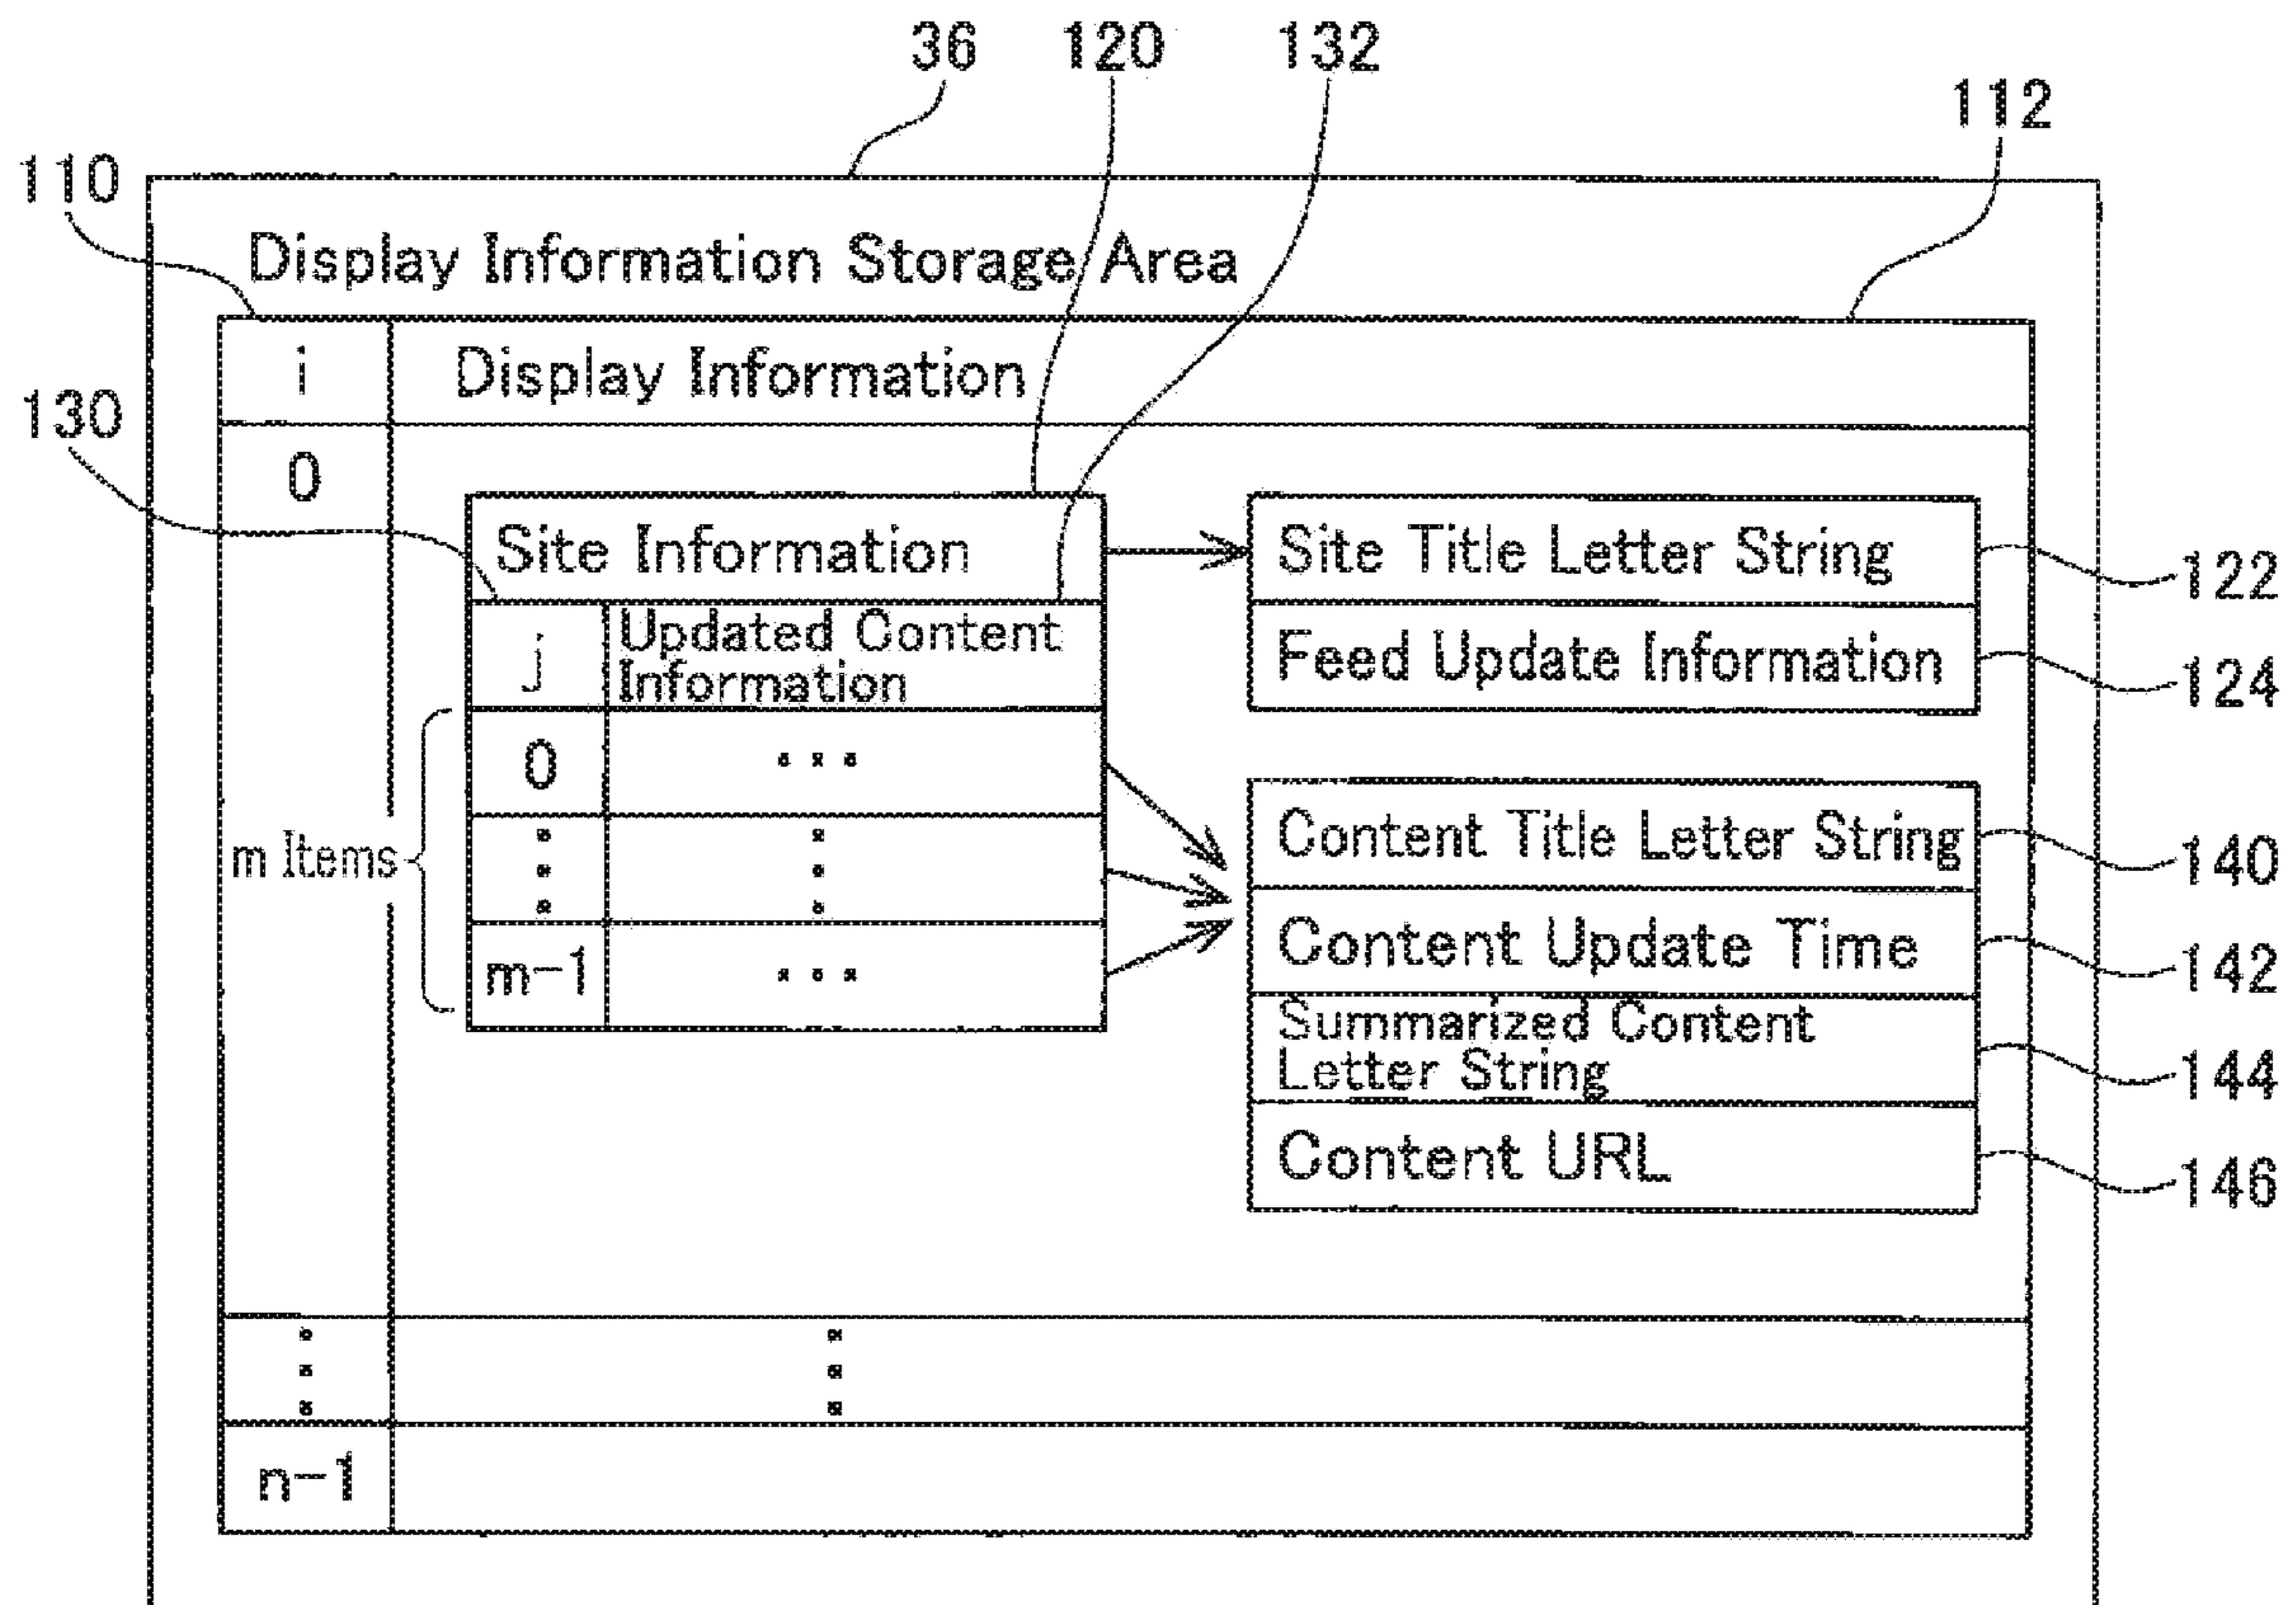 36 120 132
112
110
Display Information Storage Area
i Display Information
130
0
Site Information
Site Title Letter String
122
j Updated Content
Information
Feed Update Information
124
0 ...
m Items
Content Title Letter String
140
m-1 ...
Content Update Time
142
Summarized Content
Letter String
144
Content URL
146
n-1